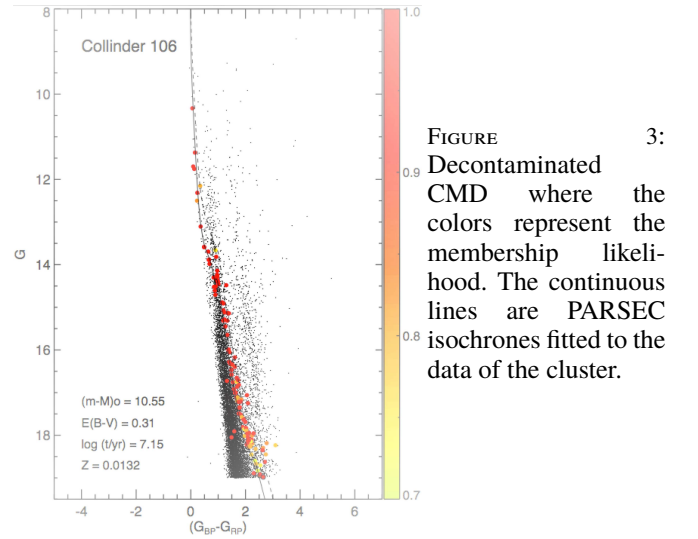 8
Collinder 106
10
12
14
16
18
G
(m-M)o = 10.55
E(B-V) = 0.31
log (t/yr) = 7.15
Z = 0.0132
-4 -2 0 2 4 6
(G_BP-G_RP)
1.0
0.9
0.8
0.7
FIGURE 3:
Decontaminated
CMD where the
colors represent the
membership likeli-
hood. The continuous
lines are PARSEC
isochrones fitted to the
data of the cluster.